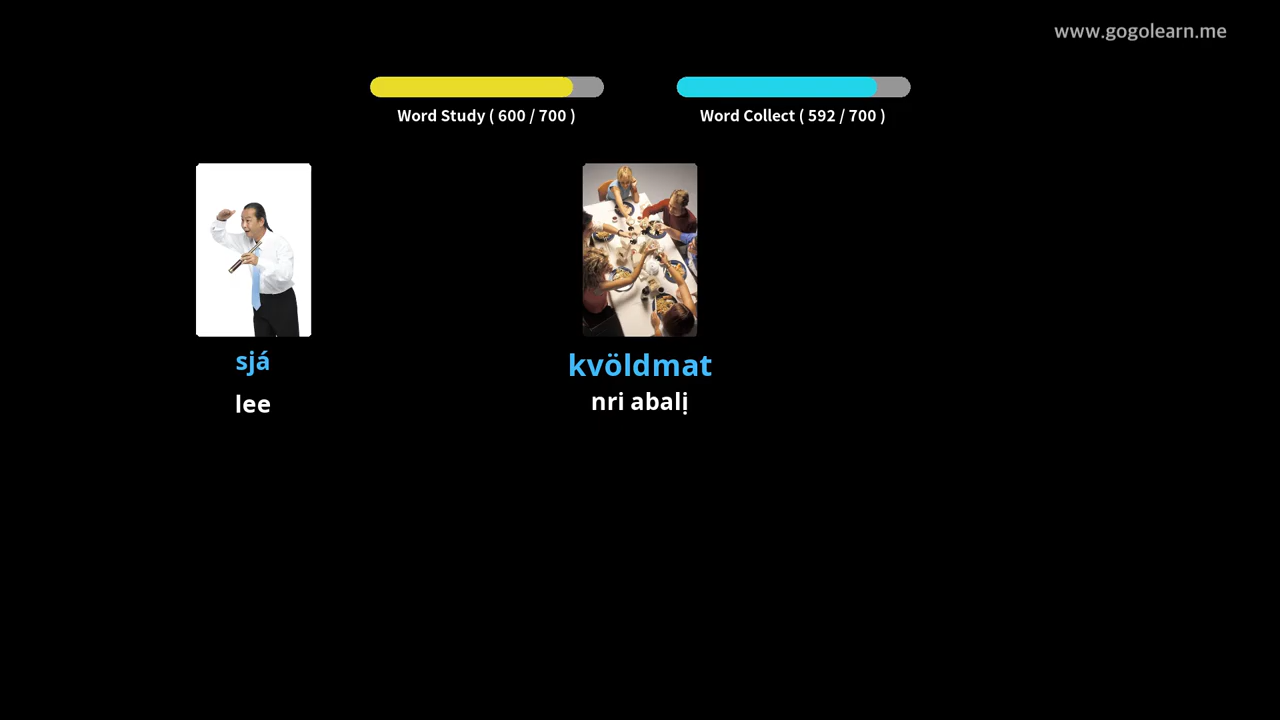 www.gogolearn.me
Word Study ( 600 / 700 )
Word Collect ( 592 / 700 )
sjá
lee
kvöldmat
nri abalị